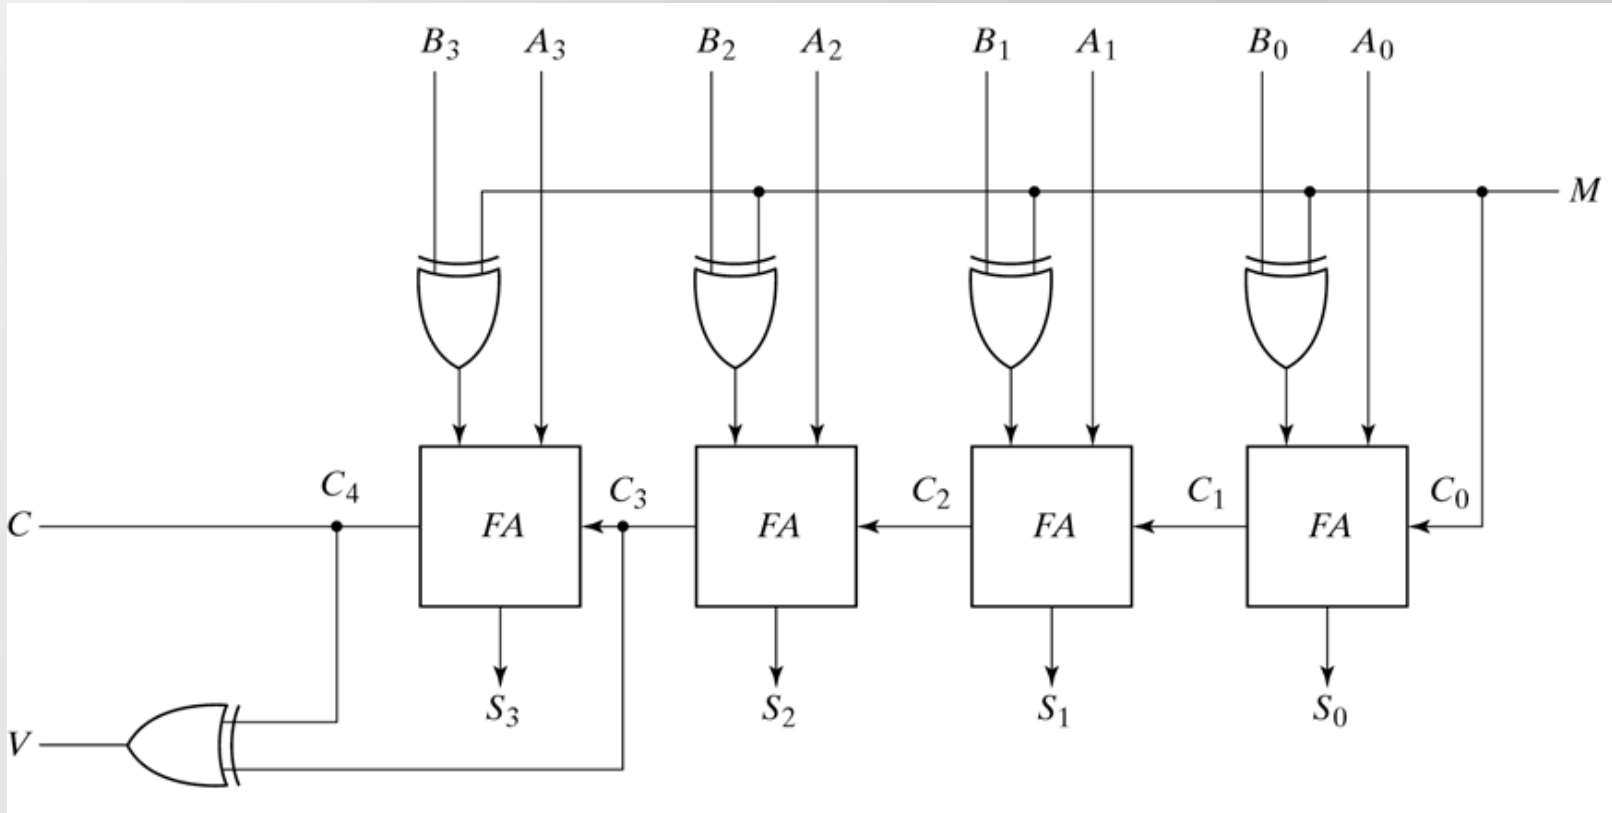 B₃ A₃ B₂ A₂ B₁ A₁ B₀ A₀
M
C₄ C₃ C₂ C₁ C₀
C FA FA FA FA
S₃ S₂ S₁ S₀
V